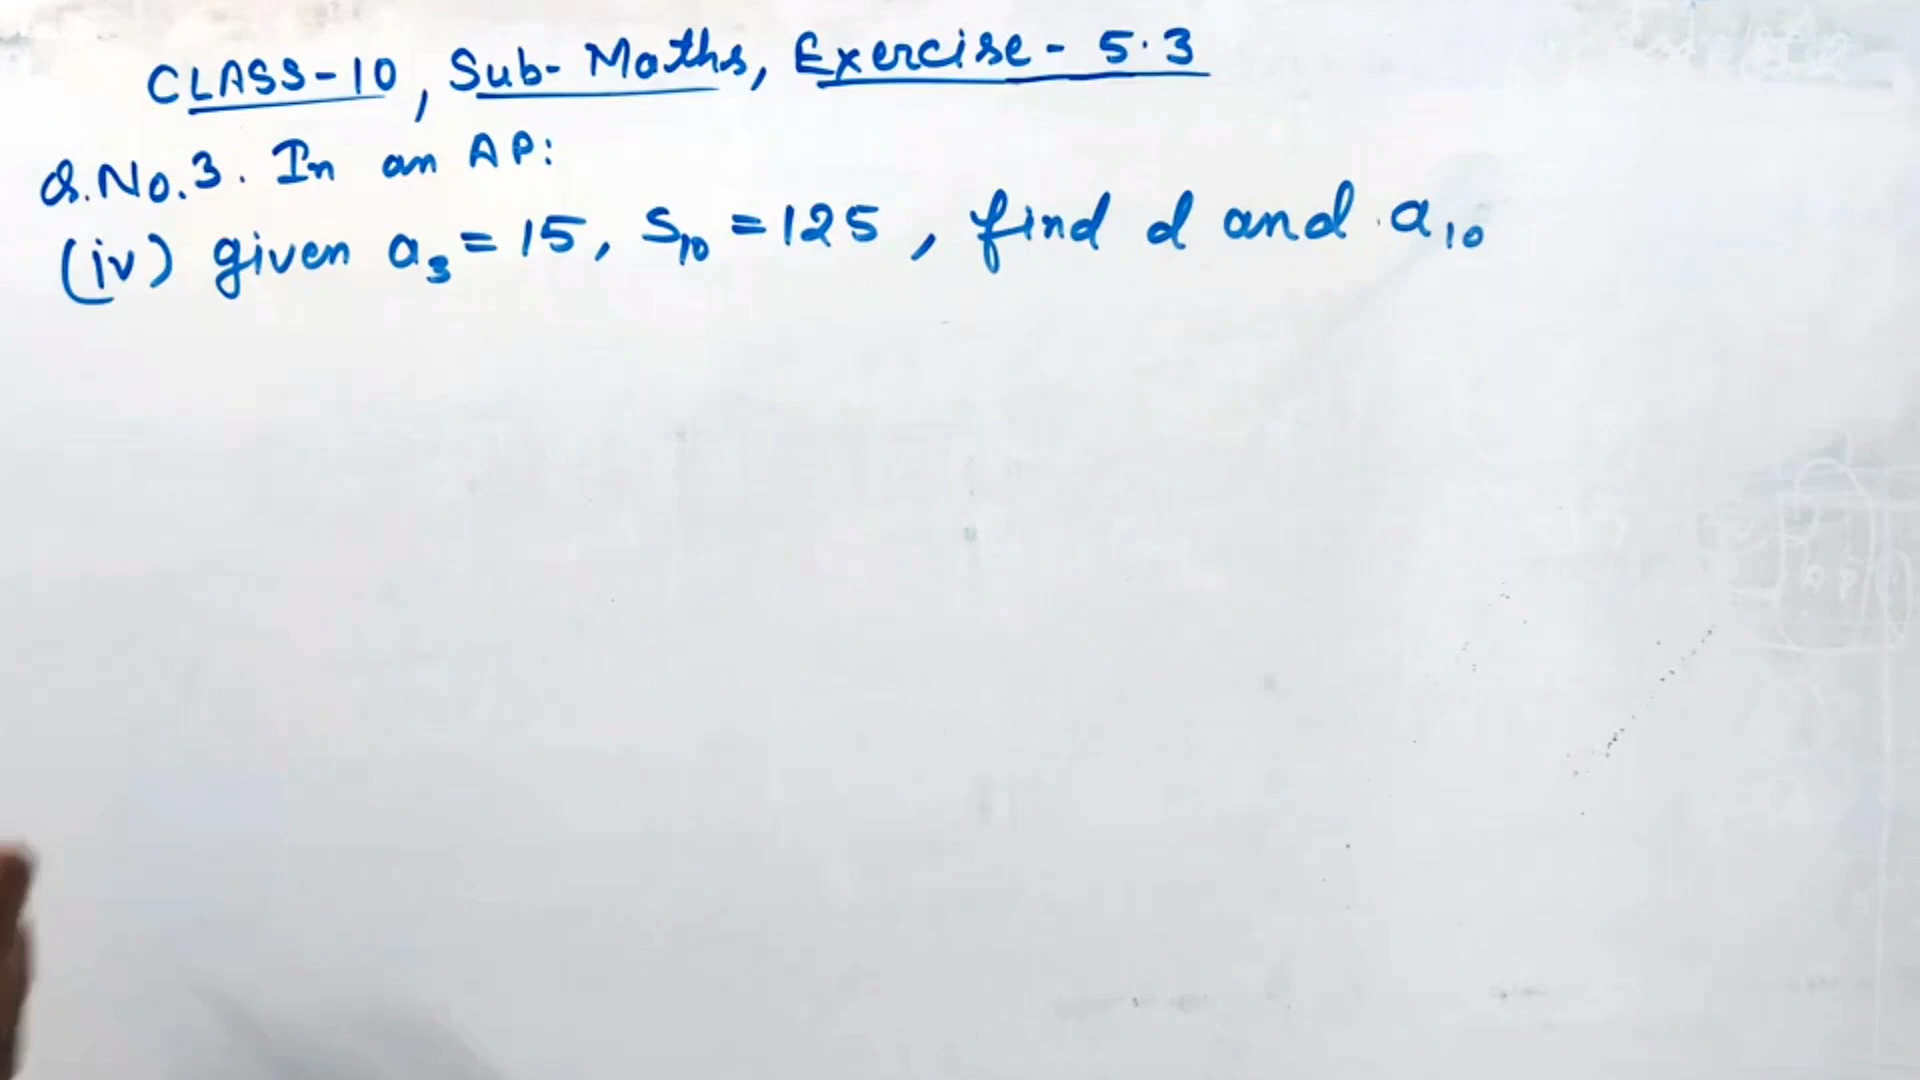 CLASS-10, Sub- Maths, Exercise - 5.3
Q.No.3. In an AP:
(iv) given a₃ = 15, S₁₀ = 125, find d and a₁₀